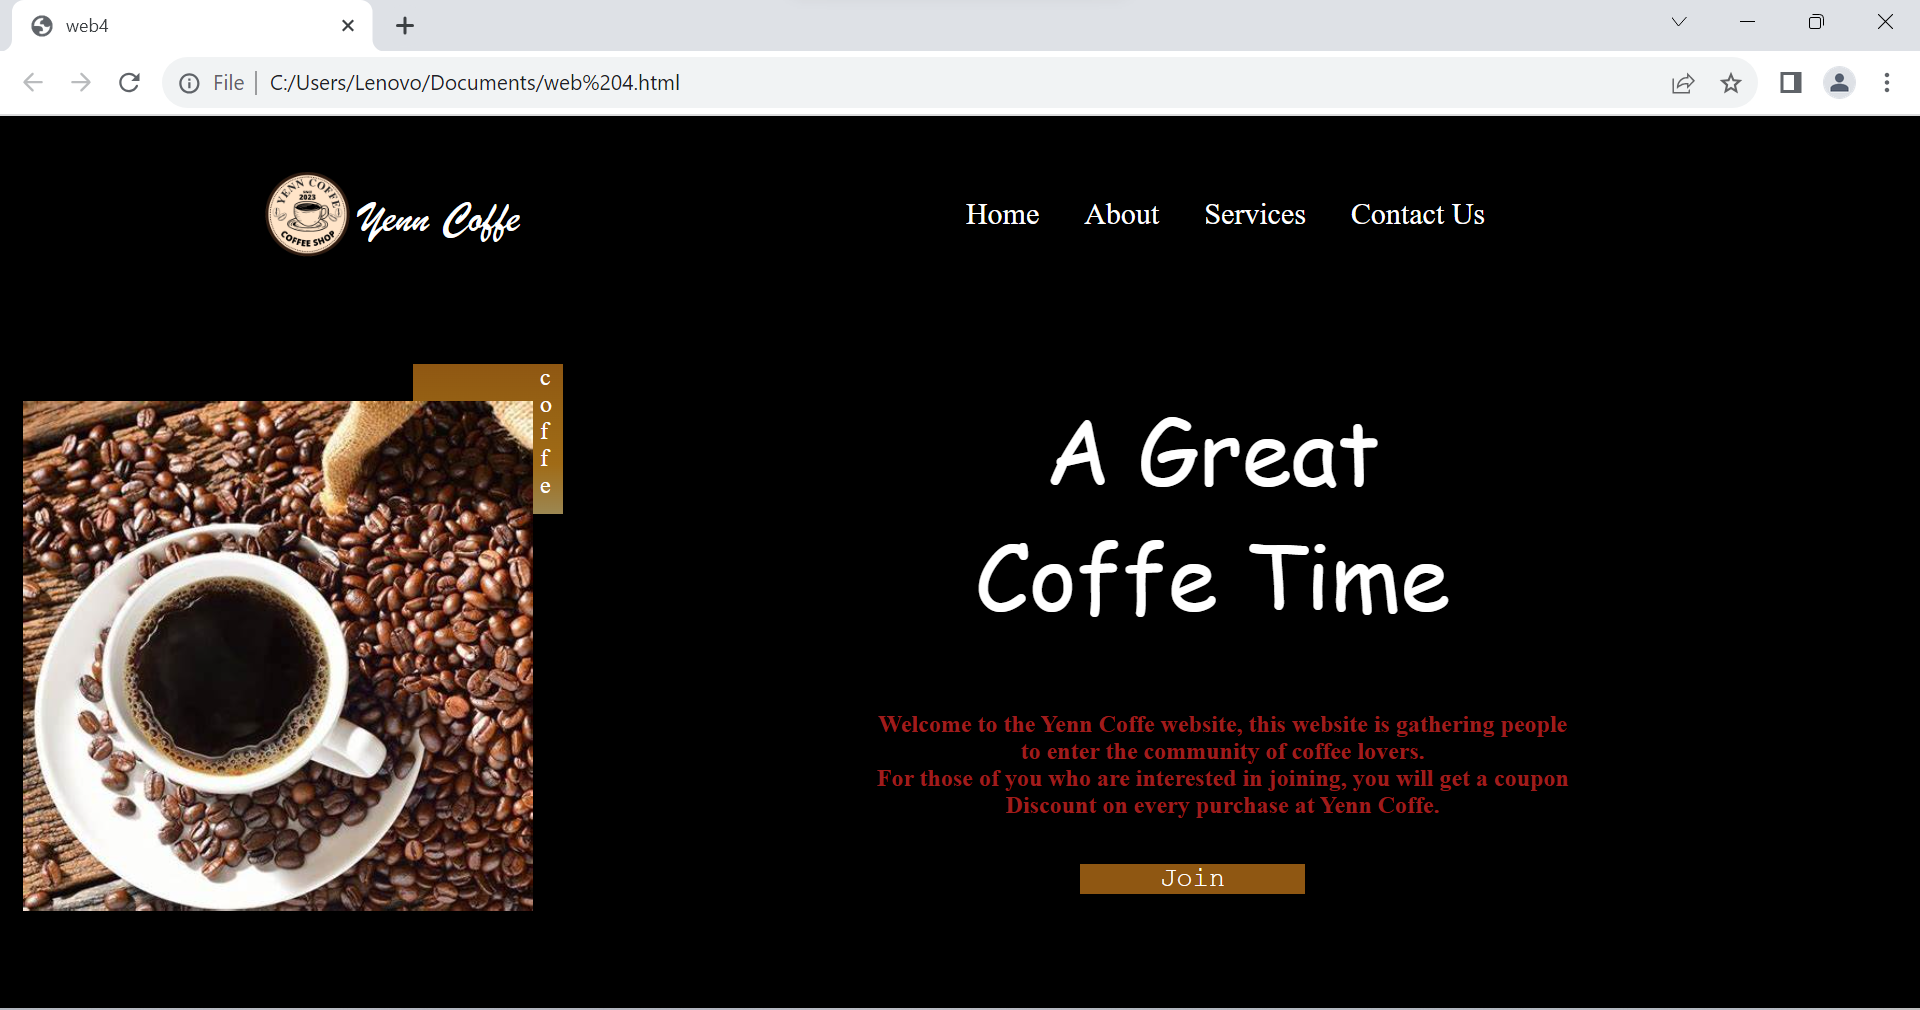 web4
File
C:/Users/Lenovo/Documents/web%204.html
YENN COFFE
SINCE
2023
COFFEE SHOP
Yenn Coffe
Home About Services Contact Us
c
o
f
f
e
A Great
Coffe Time
Welcome to the Yenn Coffe website, this website is gathering people
to enter the community of coffee lovers.
For those of you who are interested in joining, you will get a coupon
Discount on every purchase at Yenn Coffe.
Join